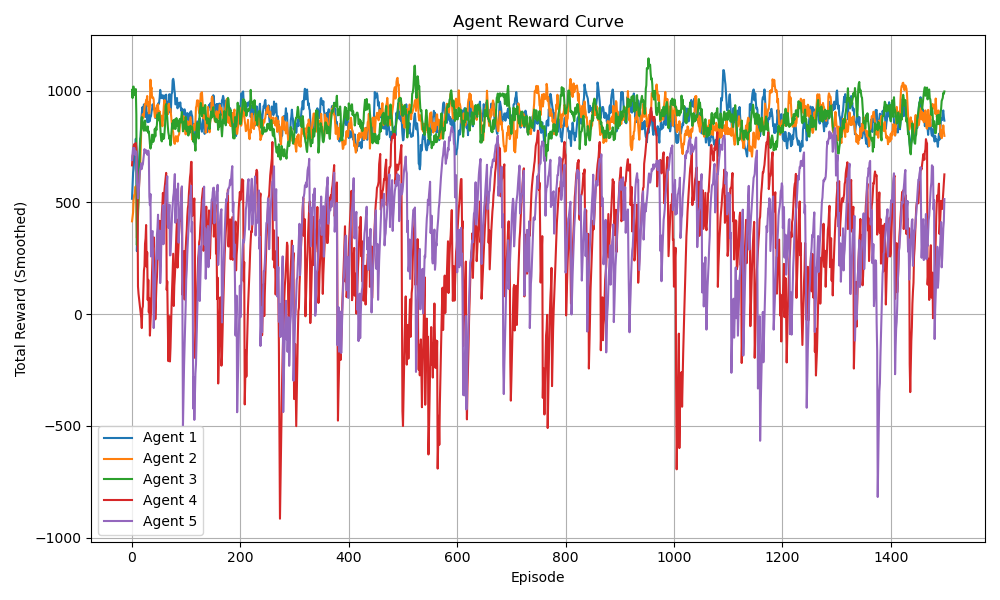 Agent Reward Curve
Total Reward (Smoothed)
1000
500
0
−500
−1000
Agent 1
Agent 2
Agent 3
Agent 4
Agent 5
0 200 400 600 800 1000 1200 1400
Episode